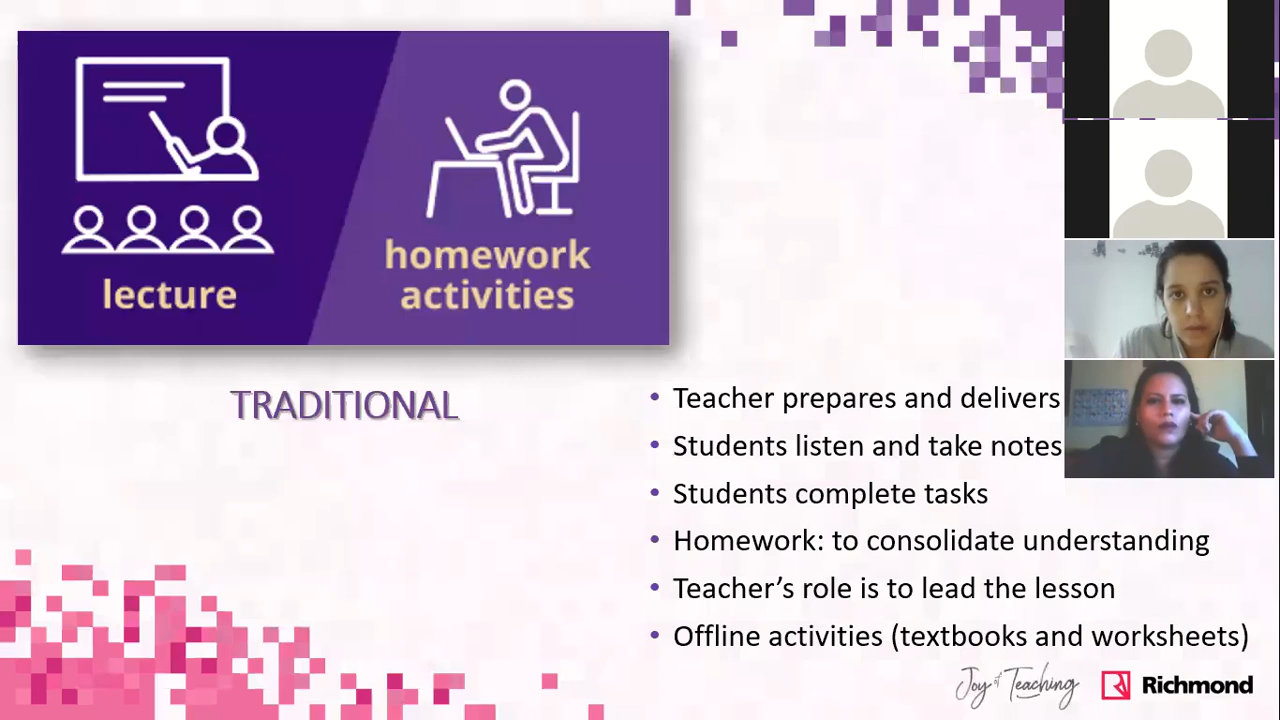 lecture
homework
activities
TRADITIONAL
• Teacher prepares and delivers
• Students listen and take notes
• Students complete tasks
• Homework: to consolidate understanding
• Teacher’s role is to lead the lesson
• Offline activities (textbooks and worksheets)
Joy of Teaching
Richmond